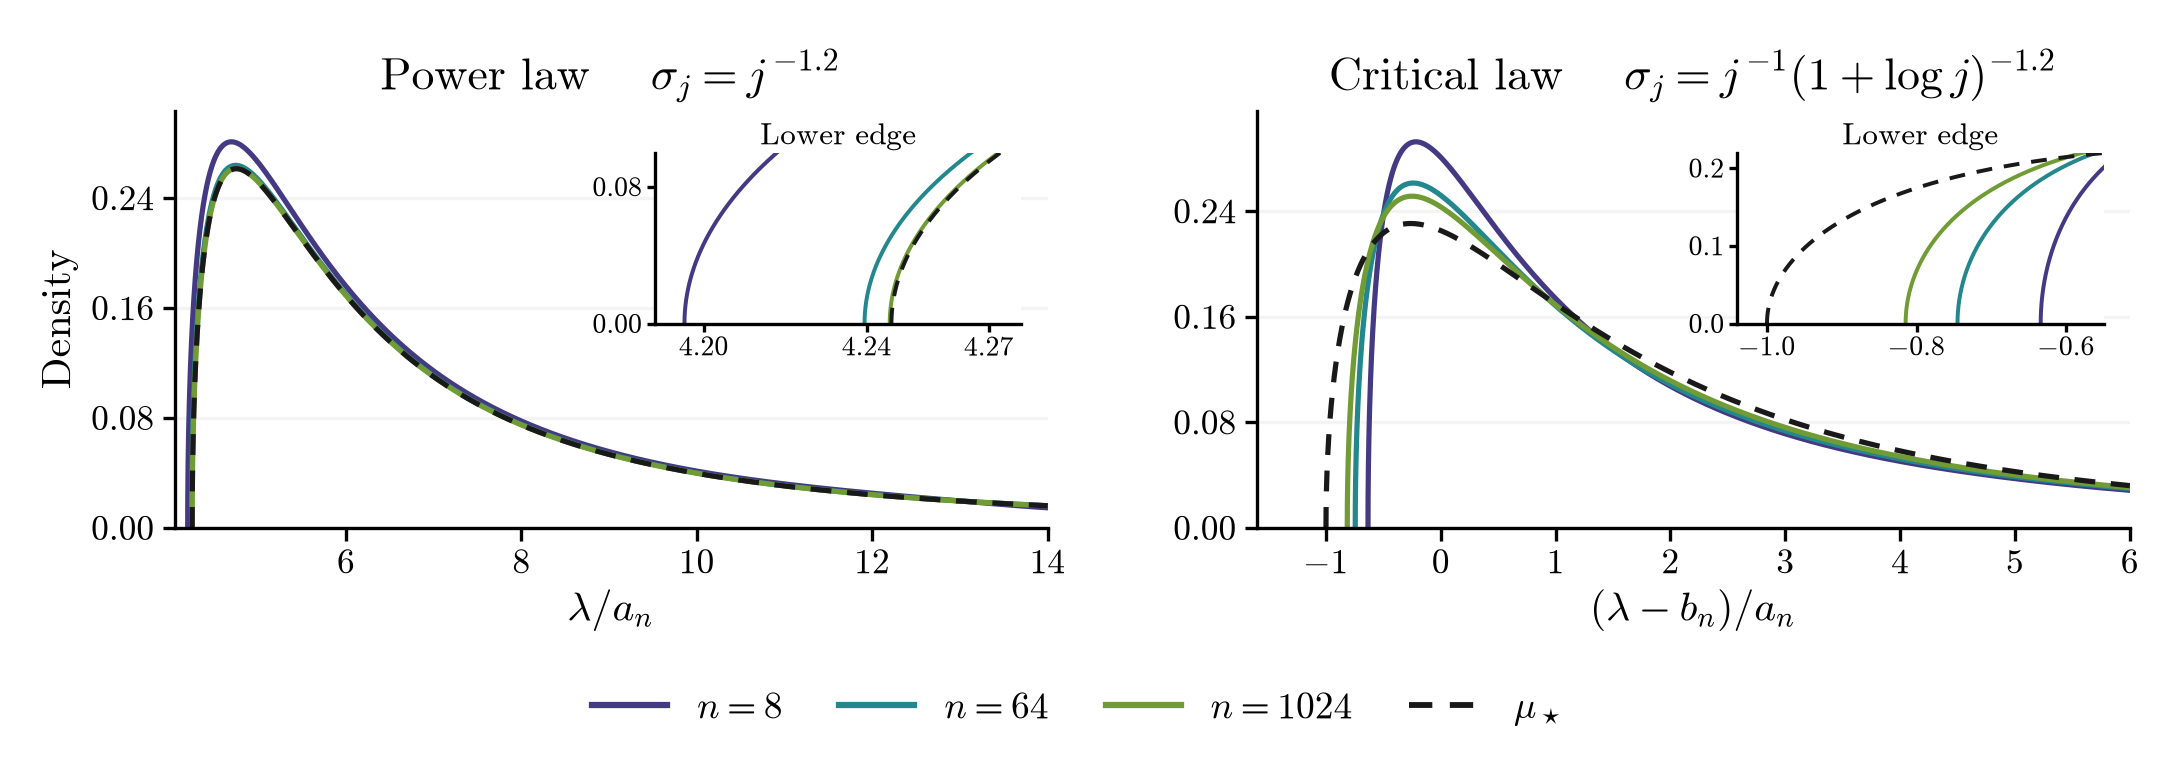 Power law σ_j = j^{−1.2}
Density
0.24
0.16
0.08
0.00
6 8 10 12 14
λ/a_n
Lower edge
0.08
0.00
4.20 4.24 4.27
Critical law σ_j = j^{−1}(1 + log j)^{−1.2}
0.24
0.16
0.08
0.00
−1 0 1 2 3 4 5 6
(λ − b_n)/a_n
Lower edge
0.2
0.1
0.0
−1.0 −0.8 −0.6
n = 8 n = 64 n = 1024 μ_⋆